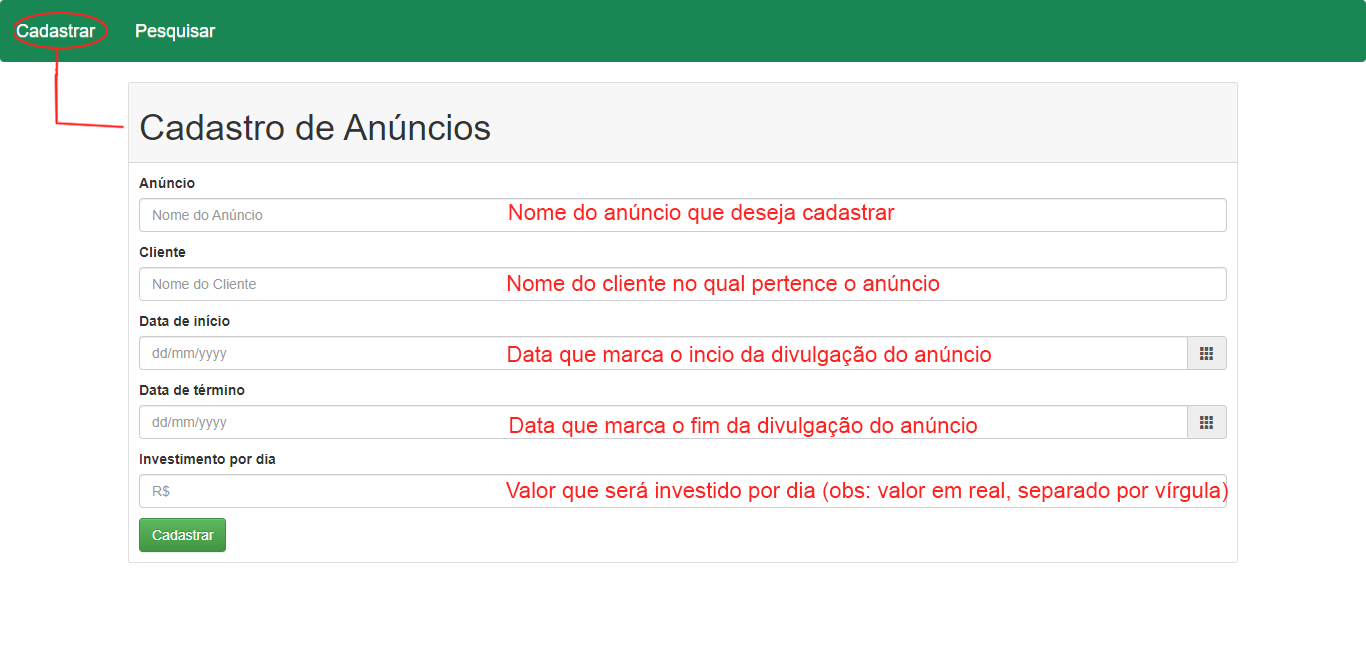 Cadastrar Pesquisar
Cadastro de Anúncios
Anúncio
Nome do Anúncio Nome do anúncio que deseja cadastrar
Cliente
Nome do Cliente Nome do cliente no qual pertence o anúncio
Data de início
dd/mm/yyyy Data que marca o incio da divulgação do anúncio
Data de término
dd/mm/yyyy Data que marca o fim da divulgação do anúncio
Investimento por dia
R$ Valor que será investido por dia (obs: valor em real, separado por vírgula)
Cadastrar